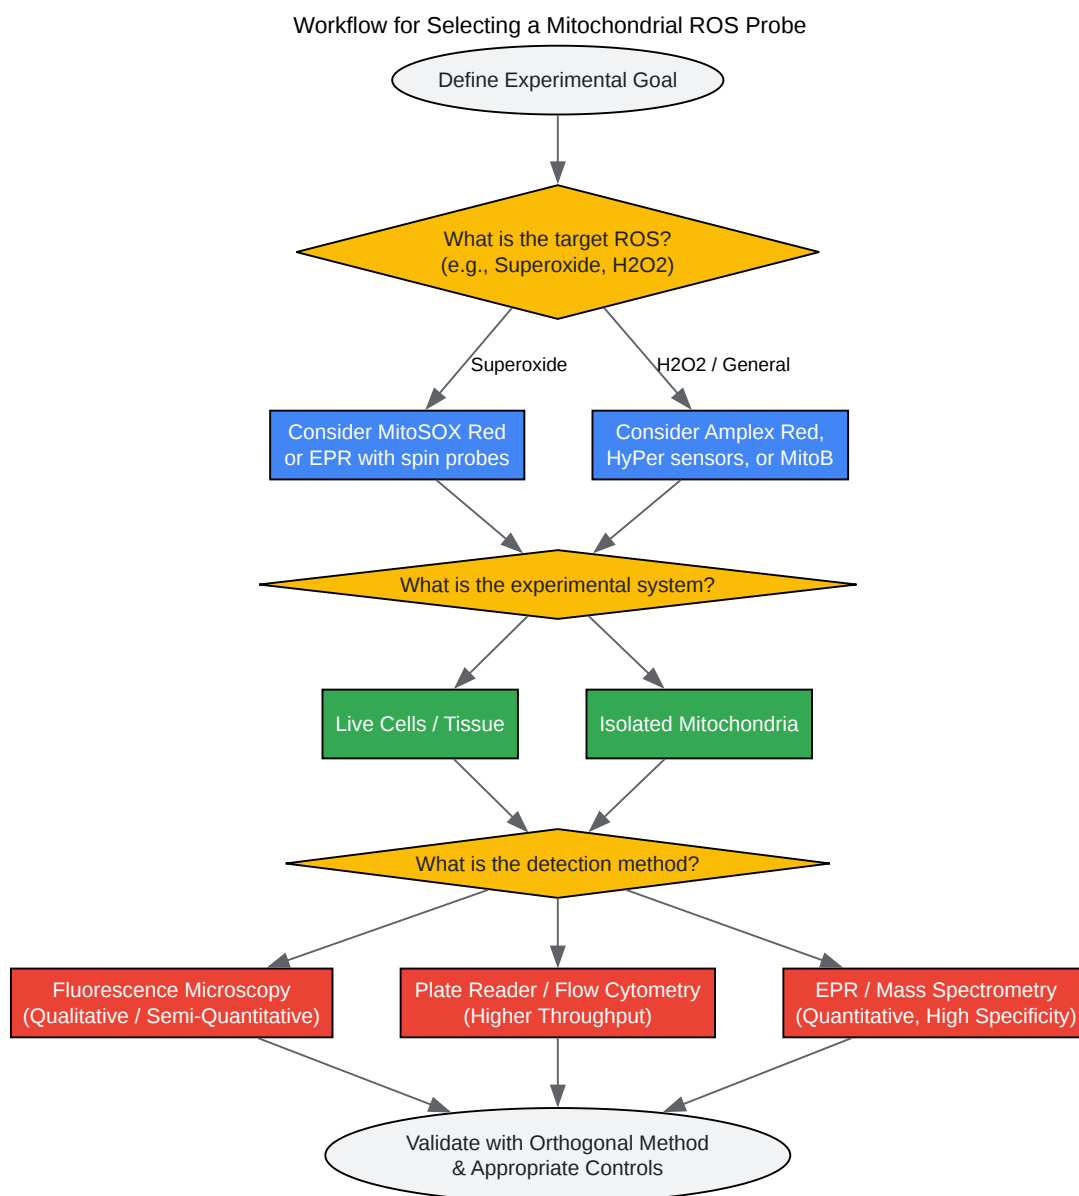 Workflow for Selecting a Mitochondrial ROS Probe
Define Experimental Goal
What is the target ROS?
(e.g., Superoxide, H2O2)
Superoxide
H2O2 / General
Consider MitoSOX Red
or EPR with spin probes
Consider Amplex Red,
HyPer sensors, or MitoB
What is the experimental system?
Live Cells / Tissue
Isolated Mitochondria
What is the detection method?
Fluorescence Microscopy
(Qualitative / Semi-Quantitative)
Plate Reader / Flow Cytometry
(Higher Throughput)
EPR / Mass Spectrometry
(Quantitative, High Specificity)
Validate with Orthogonal Method
& Appropriate Controls